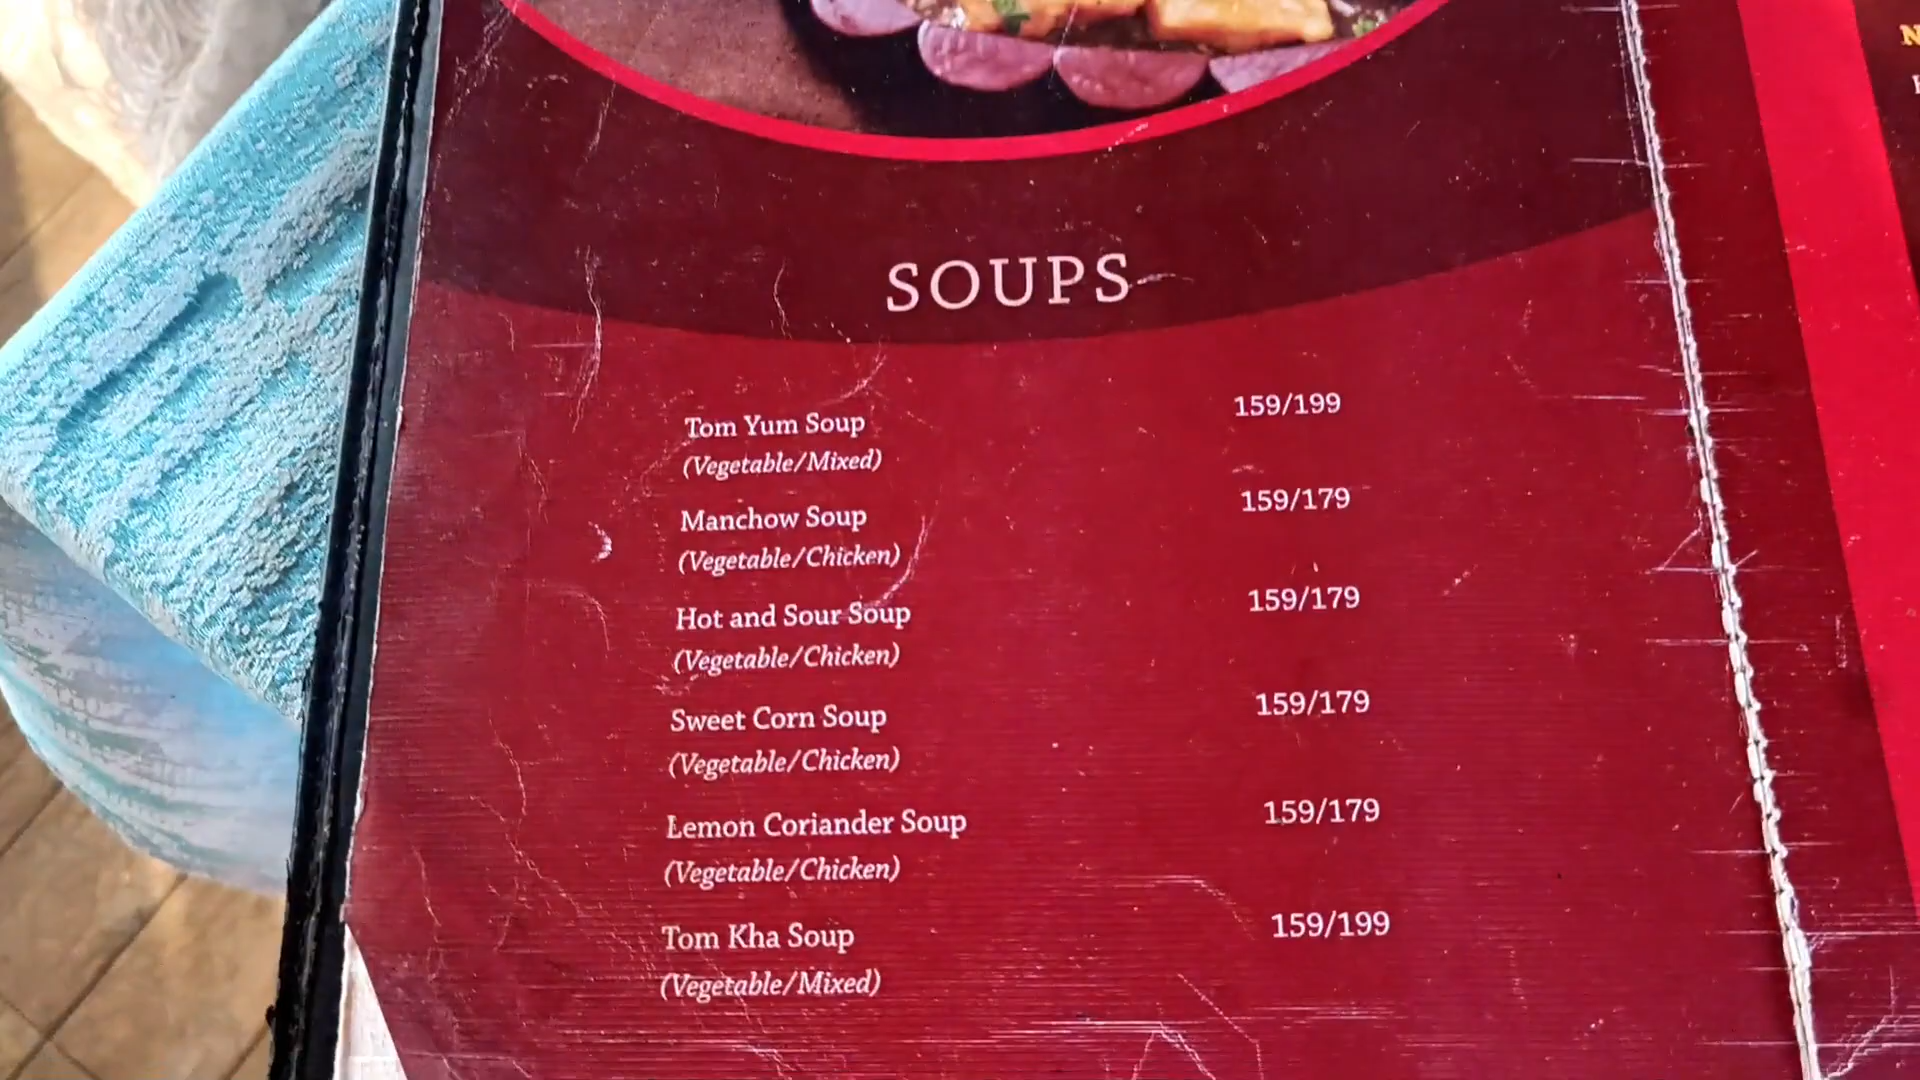 SOUPS
Tom Yum Soup 159/199
(Vegetable/Mixed)
Manchow Soup 159/179
(Vegetable/Chicken)
Hot and Sour Soup 159/179
(Vegetable/Chicken)
Sweet Corn Soup 159/179
(Vegetable/Chicken)
Lemon Coriander Soup 159/179
(Vegetable/Chicken)
Tom Kha Soup 159/199
(Vegetable/Mixed)